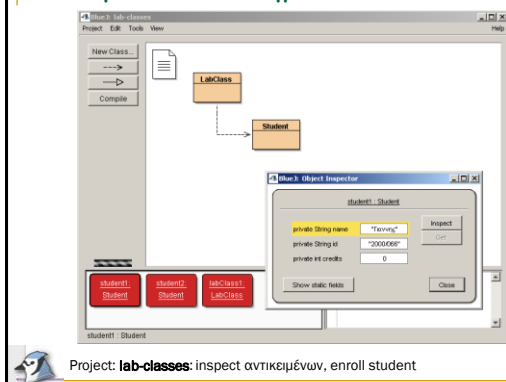 BlueJ: lab-classes
Project Edit Tools View Help
New Class...
Compile
LabClass
Student
BlueJ: Object Inspector
student1 : Student
private String name "Γιαννης"
private String id "2000/068"
private int credits 0
Inspect
Get
Show static fields
Close
student1:
Student
student2:
Student
labClass1:
LabClass
student1 : Student
Project: lab-classes: inspect αντικειμένων, enroll student